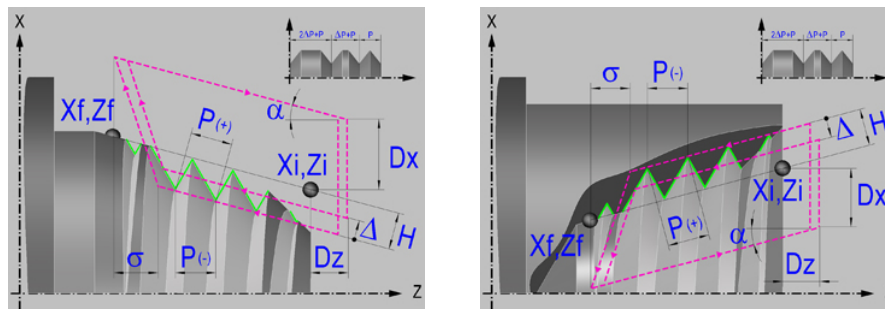 X
2ΔP+P ΔP+P P
Xf,Zf
α
P(+)
Dx
Xi,Zi
Δ H
σ P(-) Dz
Z
X
2ΔP+P ΔP+P P
σ P(-)
Δ H
Xi,Zi
Dx
Xf,Zf P(+)
α
Dz